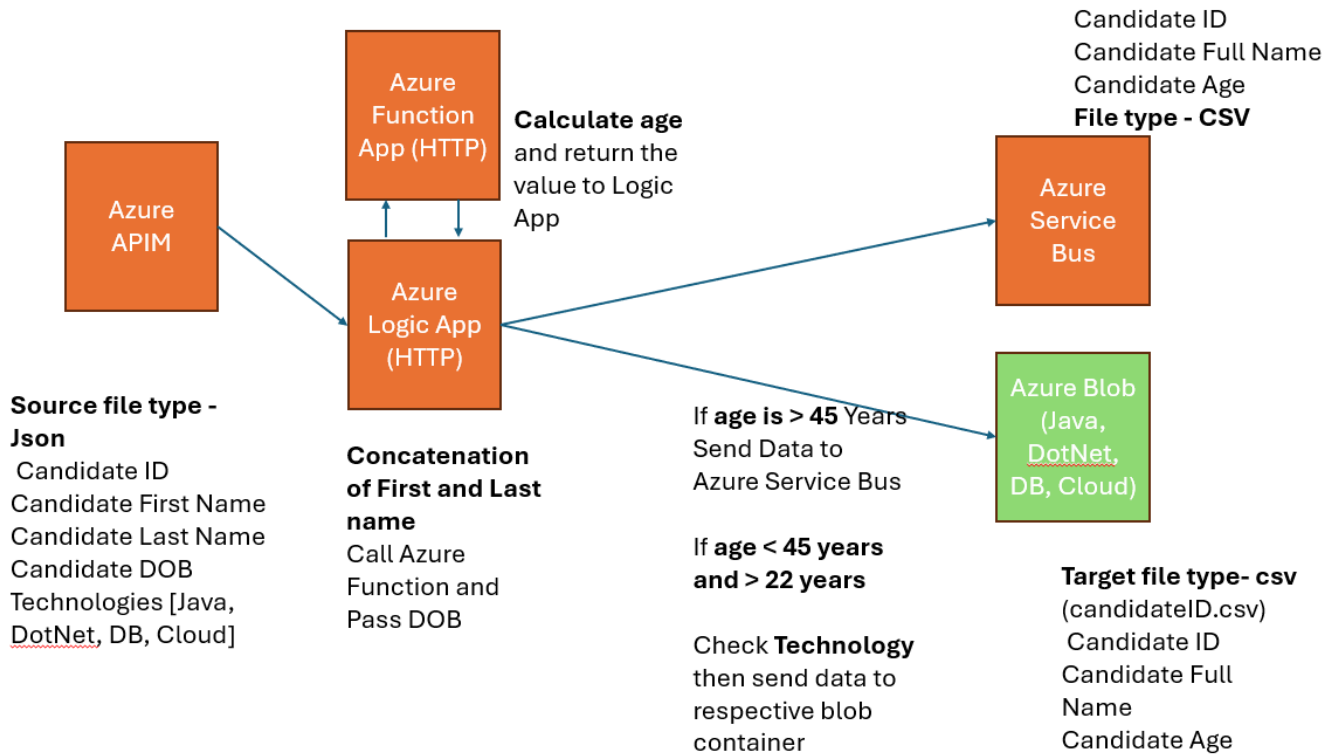 Azure
APIM
Source file type -
Json
Candidate ID
Candidate First Name
Candidate Last Name
Candidate DOB
Technologies [Java,
DotNet, DB, Cloud]
Azure
Function
App (HTTP)
Calculate age
and return the
value to Logic
App
Azure
Logic App
(HTTP)
Concatenation
of First and Last
name
Call Azure
Function and
Pass DOB
If age is > 45 Years
Send Data to
Azure Service Bus
If age < 45 years
and > 22 years
Check Technology
then send data to
respective blob
container
Candidate ID
Candidate Full Name
Candidate Age
File type - CSV
Azure
Service
Bus
Azure Blob
(Java,
DotNet,
DB, Cloud)
Target file type- csv
(candidateID.csv)
Candidate ID
Candidate Full
Name
Candidate Age